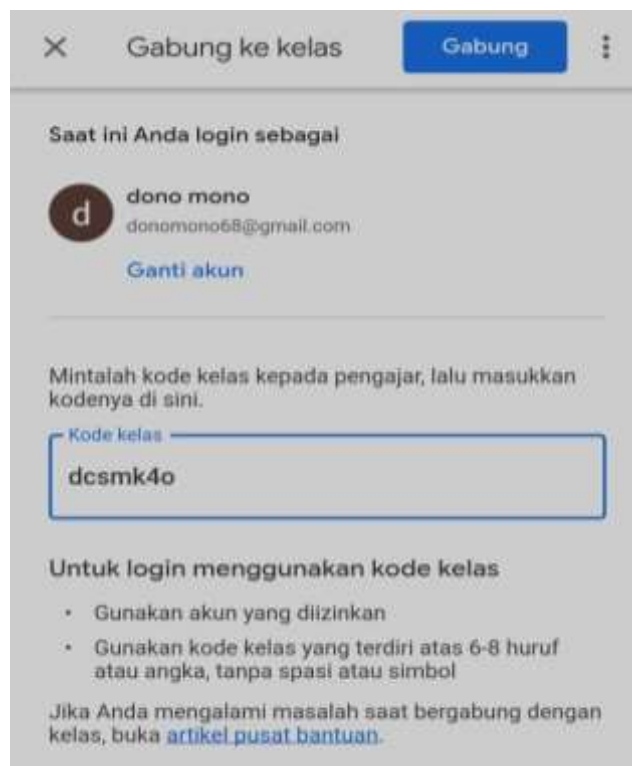 Gabung ke kelas
Gabung
Saat ini Anda login sebagai
d
dono mono
donomono68@gmail.com
Ganti akun
Mintalah kode kelas kepada pengajar, lalu masukkan
kodenya di sini.
Kode kelas
dcsmk4o
Untuk login menggunakan kode kelas
• Gunakan akun yang diizinkan
• Gunakan kode kelas yang terdiri atas 6-8 huruf
atau angka, tanpa spasi atau simbol
Jika Anda mengalami masalah saat bergabung dengan
kelas, buka artikel pusat bantuan.